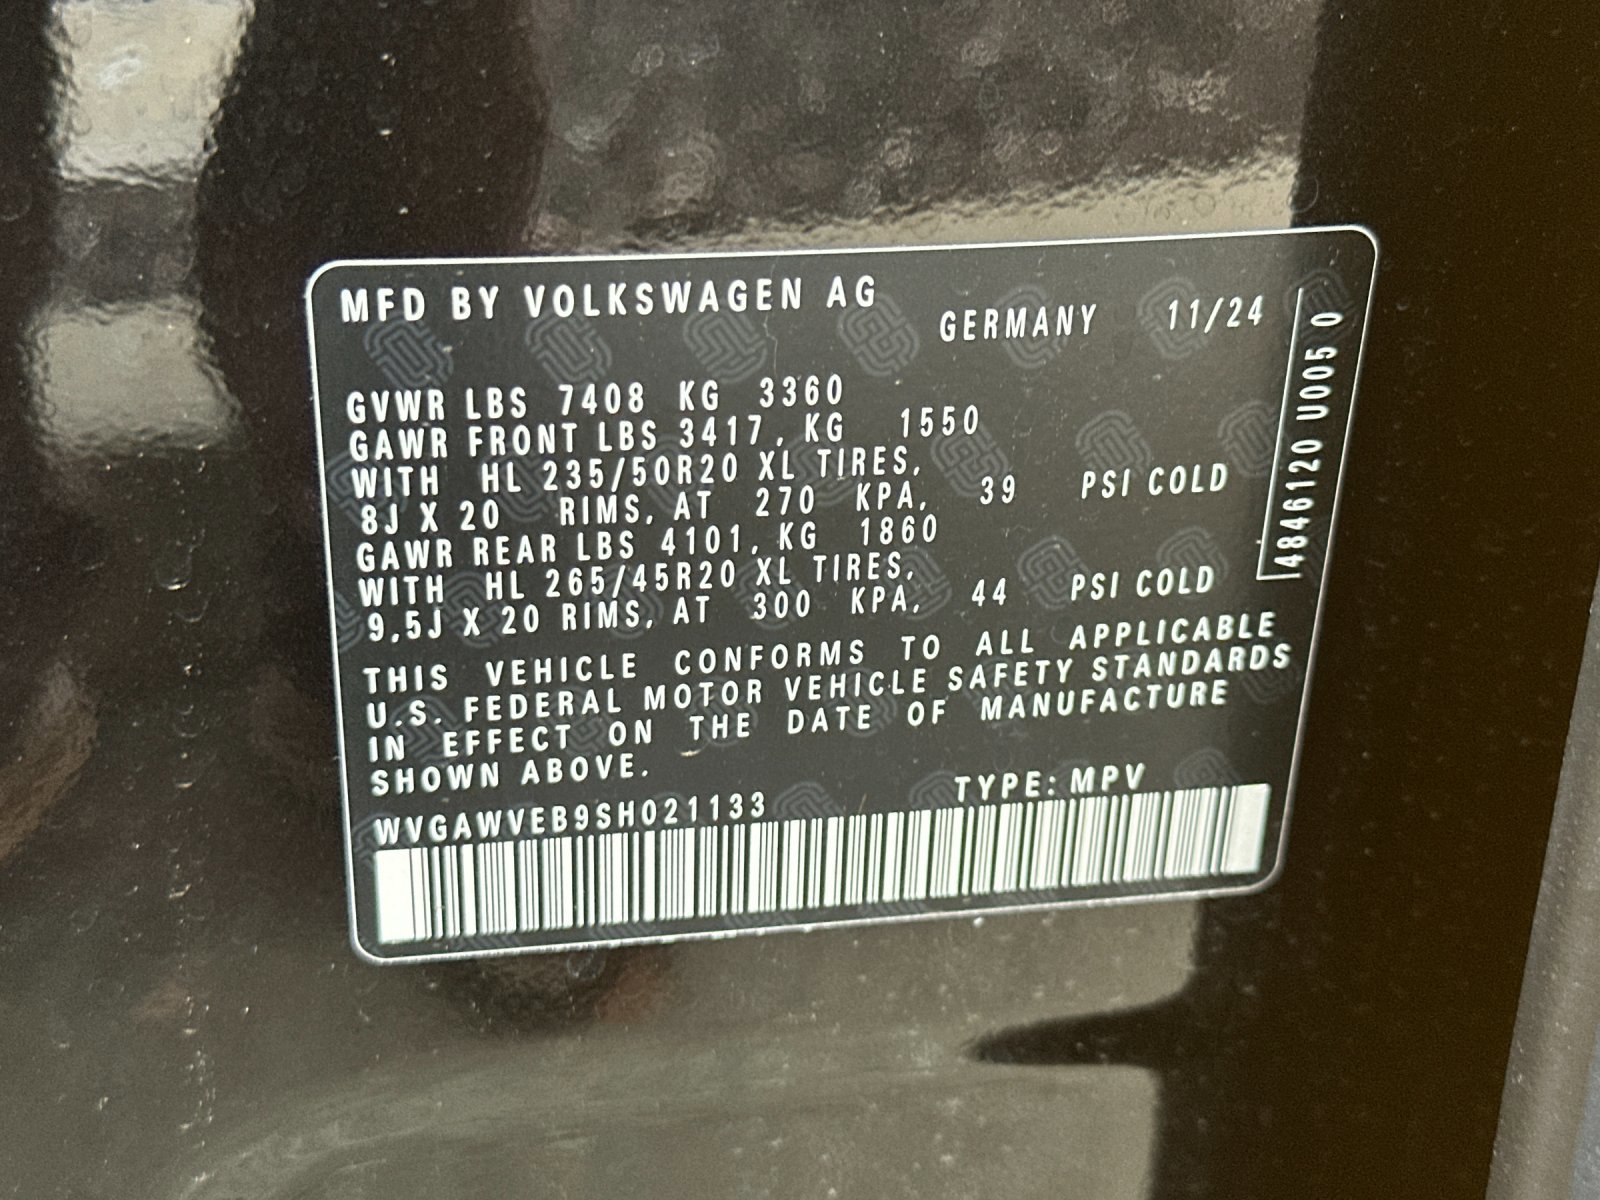 MFD BY VOLKSWAGEN AG
GERMANY 11/24
GVWR LBS 7408 KG 3360
GAWR FRONT LBS 3417, KG 1550
WITH HL 235/50R20 XL TIRES,
8J X 20 RIMS, AT 270 KPA, 39 PSI COLD
GAWR REAR LBS 4101, KG 1860
WITH HL 265/45R20 XL TIRES,
9,5J X 20 RIMS, AT 300 KPA, 44 PSI COLD
THIS VEHICLE CONFORMS TO ALL APPLICABLE
U.S. FEDERAL MOTOR VEHICLE SAFETY STANDARDS
IN EFFECT ON THE DATE OF MANUFACTURE
SHOWN ABOVE.
WVGAWVEB9SH021133 TYPE: MPV
4846120 U005 0